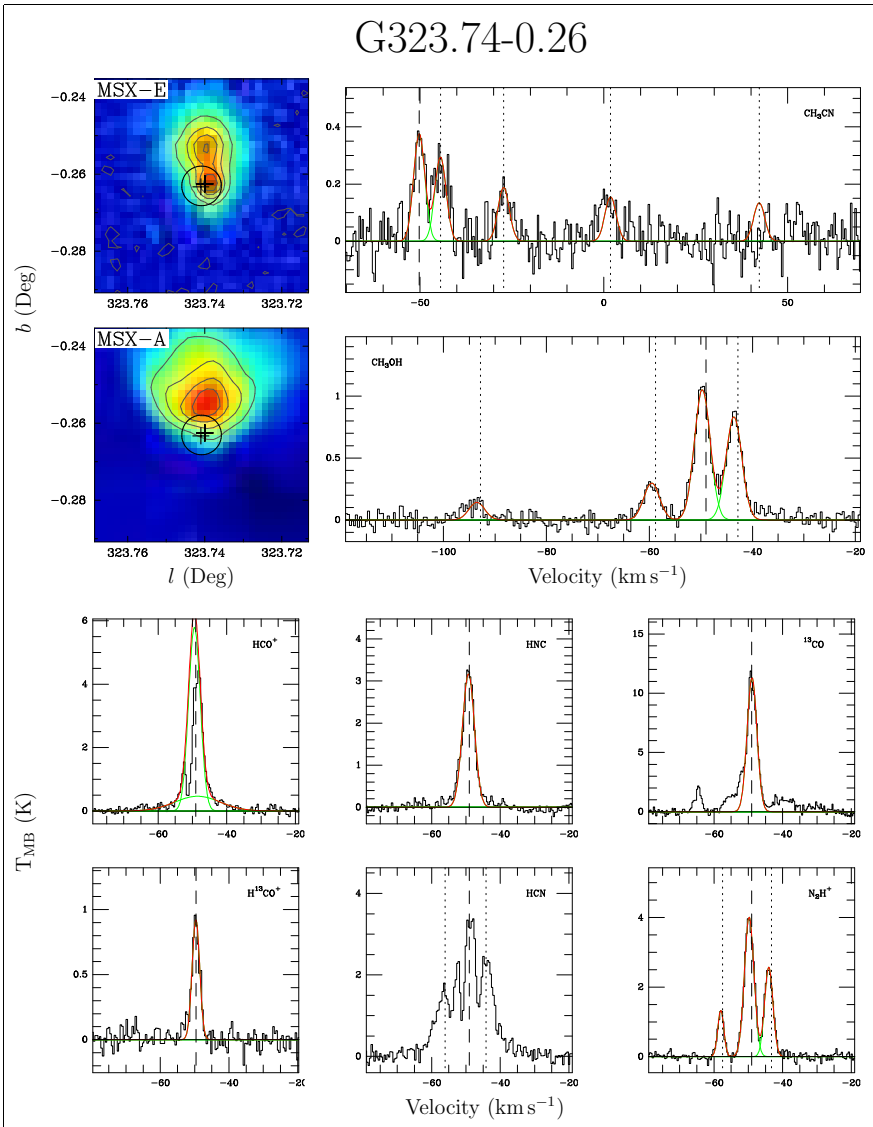 G323.74-0.26
MSX-E
−0.24
−0.26
−0.28
323.76 323.74 323.72
CH₃CN
0.4
0.2
0
−50 0 50
b (Deg)
MSX-A
−0.24
−0.26
−0.28
323.76 323.74 323.72
l (Deg)
CH₃OH
1
0.5
0
−100 −80 −60 −40 −20
Velocity (km s⁻¹)
T_MB (K)
HCO⁺
6
4
2
0
−60 −40 −20
HNC
4
3
2
1
0
−60 −40 −20
¹³CO
15
10
5
0
−60 −40 −20
H¹³CO⁺
1
0.5
0
−60 −40 −20
HCN
4
2
0
−60 −40 −20
N₂H⁺
4
2
0
−60 −40 −20
Velocity (km s⁻¹)